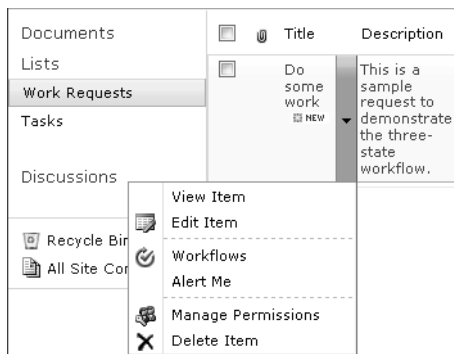 Documents
Lists
Work Requests
Tasks
Discussions
Recycle Bin
All Site Con
Title Description
Do
some
work
NEW
This is a
sample
request to
demonstrate
the three-
state
workflow.
View Item
Edit Item
Workflows
Alert Me
Manage Permissions
Delete Item